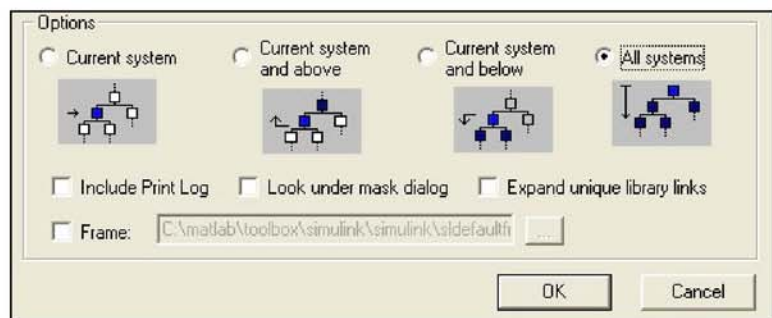 Options
Current system
Current system
and above
Current system
and below
All systems
Include Print Log
Look under mask dialog
Expand unique library links
Frame:
C:\matlab\toolbox\simulink\simulink\sldefaultfr
...
OK
Cancel